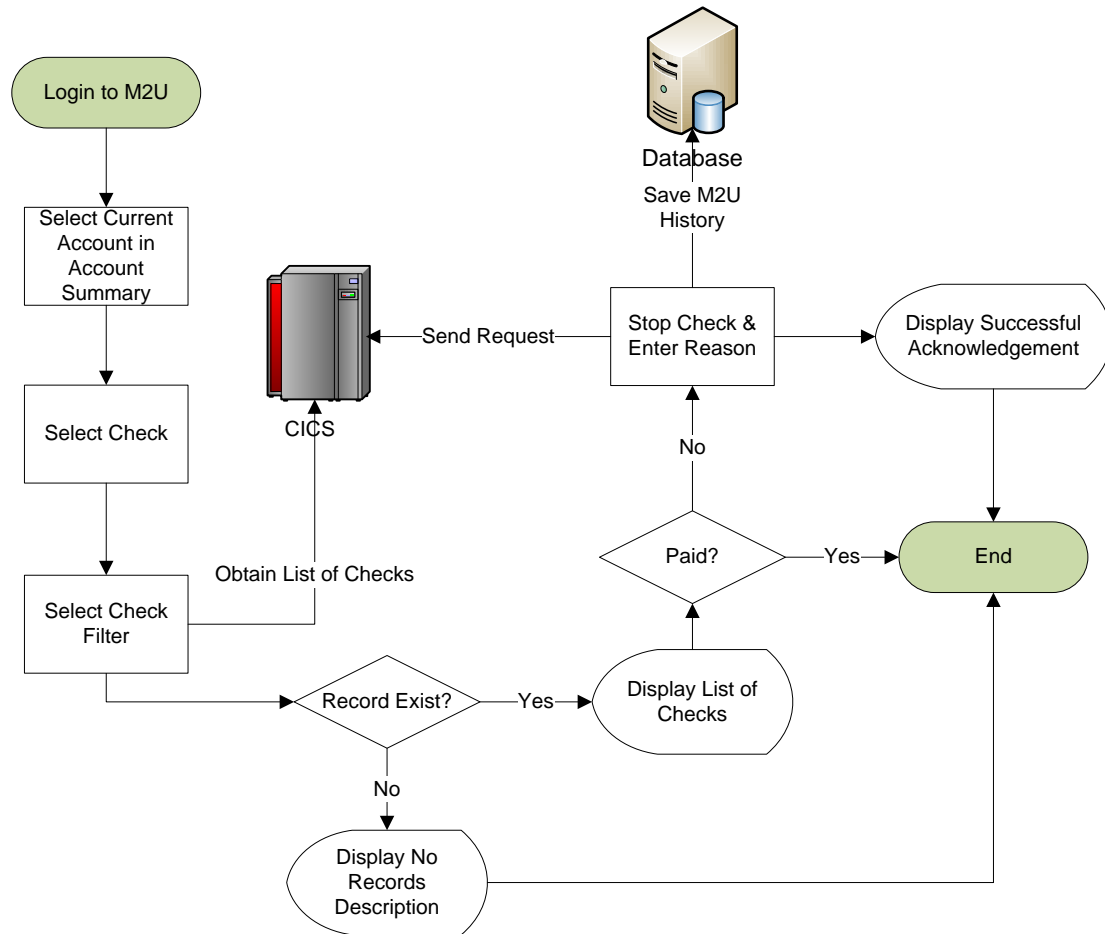 Login to M2U
Select Current
Account in
Account
Summary
Select Check
Select Check
Filter
Obtain List of Checks
CICS
Send Request
Database
Save M2U
History
Stop Check &
Enter Reason
Display Successful
Acknowledgement
No
Paid?
Yes
End
Record Exist?
Yes
Display List of
Checks
No
Display No
Records
Description